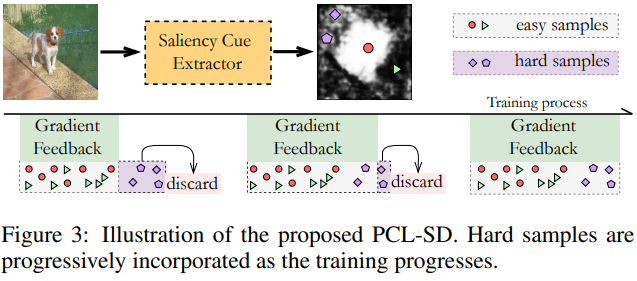 Saliency Cue
Extractor
easy samples
hard samples
Training process
Gradient
Feedback
discard
Gradient
Feedback
discard
Gradient
Feedback
Figure 3: Illustration of the proposed PCL-SD. Hard samples are
progressively incorporated as the training progresses.